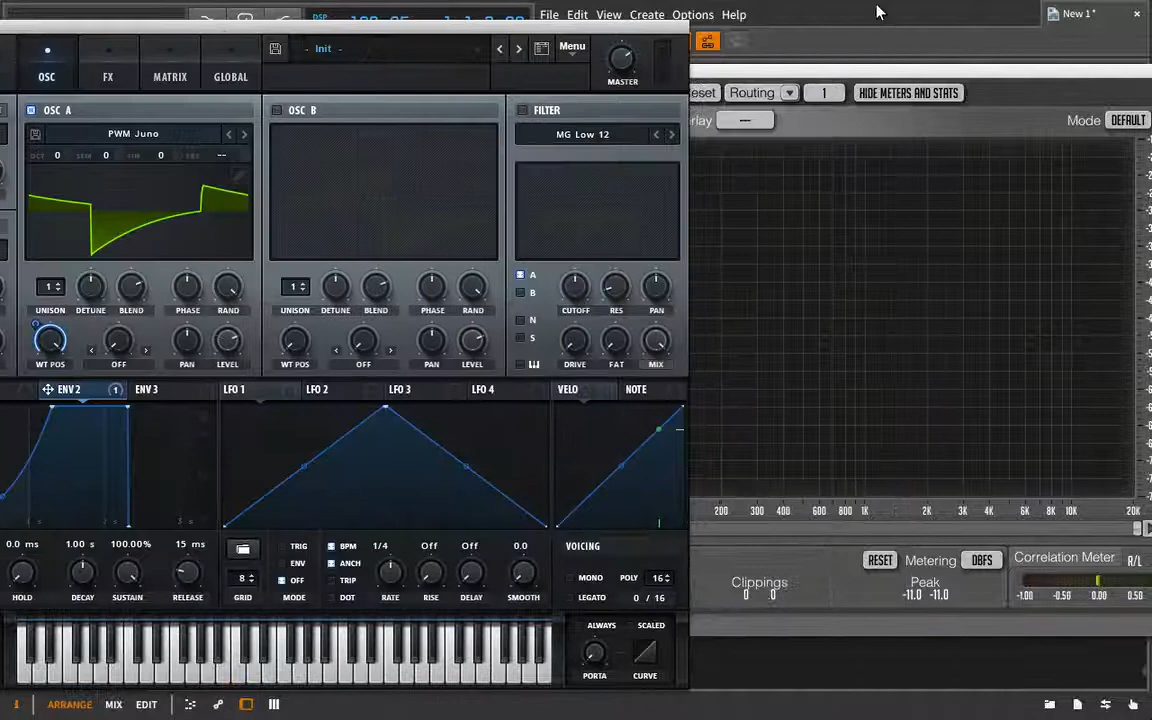 DSP
File Edit View Create Options Help
New 1*
- Init -
Menu
MASTER
OSC
FX
MATRIX
GLOBAL
Routing
1
HIDE METERS AND STATS
Mode
DEFAULT
OSC A
OSC B
FILTER
PWM Juno
MG Low 12
OCT 0 SEM 0 FIN 0 CRS --
A
B
N
S
1
UNISON DETUNE BLEND PHASE RAND
1
UNISON DETUNE BLEND PHASE RAND
CUTOFF RES PAN
WT POS OFF PAN LEVEL
WT POS OFF PAN LEVEL
DRIVE FAT MIX
ENV 2
1
ENV 3
LFO 1
LFO 2
LFO 3
LFO 4
VELO
NOTE
200 300 400 600 800 1K 2K 3K 4K 6K 8K 10K 20K
0.0 ms
1.00 s
100.00%
15 ms
HOLD
DECAY
SUSTAIN
RELEASE
8
GRID
TRIG
ENV
OFF
MODE
BPM
ANCH
TRIP
DOT
1/4
Off
Off
0.0
RATE
RISE
DELAY
SMOOTH
VOICING
MONO
POLY
16
LEGATO
0 / 16
ALWAYS
SCALED
PORTA
CURVE
RESET
Metering
DBFS
Clippings
0 0
Peak
-11.0 -11.0
Correlation Meter
R/L
-1.00 -0.50 0.00 0.50
i
ARRANGE
MIX
EDIT